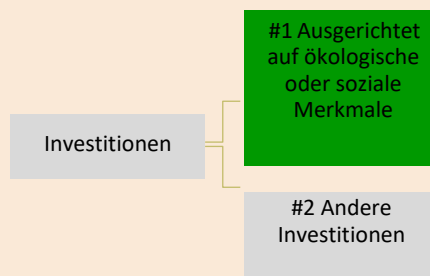 #1 Ausgerichtet
auf ökologische
oder soziale
Merkmale
Investitionen
#2 Andere
Investitionen